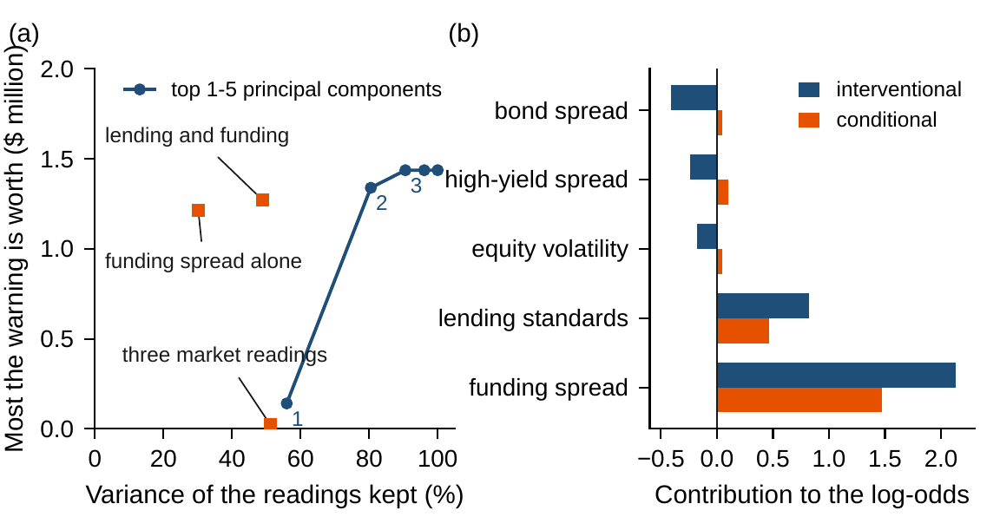 (a)
Most the warning is worth ($ million)
2.0
1.5
1.0
0.5
0.0
top 1-5 principal components
lending and funding
funding spread alone
three market readings
1
2
3
0 20 40 60 80 100
Variance of the readings kept (%)
(b)
interventional
conditional
bond spread
high-yield spread
equity volatility
lending standards
funding spread
−0.5 0.0 0.5 1.0 1.5 2.0
Contribution to the log-odds